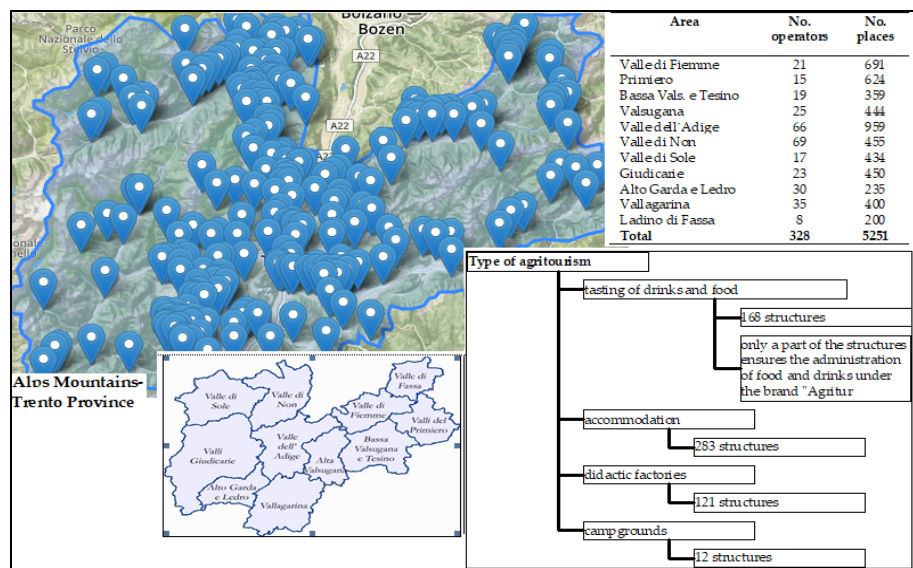 Parco
Nazionale dello
Stelvio
Bolzano
Bozen
A22
A22
A22
Alps Mountains-
Trento Province
Valle di
Sole
Valle di
Non
Valle di
Fassa
Valle di
Fiemme
Valli del
Primiero
Valli
Giudicarie
Valle
dell'
Adige
Alta
Valsugana
Bassa
Valsugana
e Tesino
Alto Garda
e Ledro
Vallagarina
Area No. operators No. places
Valle di Fiemme 21 691
Primiero 15 624
Bassa Vals. e Tesino 19 359
Valsugana 25 444
Valle dell´Adige 66 959
Valle di Non 69 455
Valle di Sole 17 434
Giudicarie 23 450
Alto Garda e Ledro 30 235
Vallagarina 35 400
Ladino di Fassa 8 200
Total 328 5251
Type of agritourism
tasting of drinks and food
168 structures
only a part of the structures
ensures the administration
of food and drinks under
the brand "Agritur
accommodation
283 structures
didactic factories
121 structures
campgrounds
12 structures